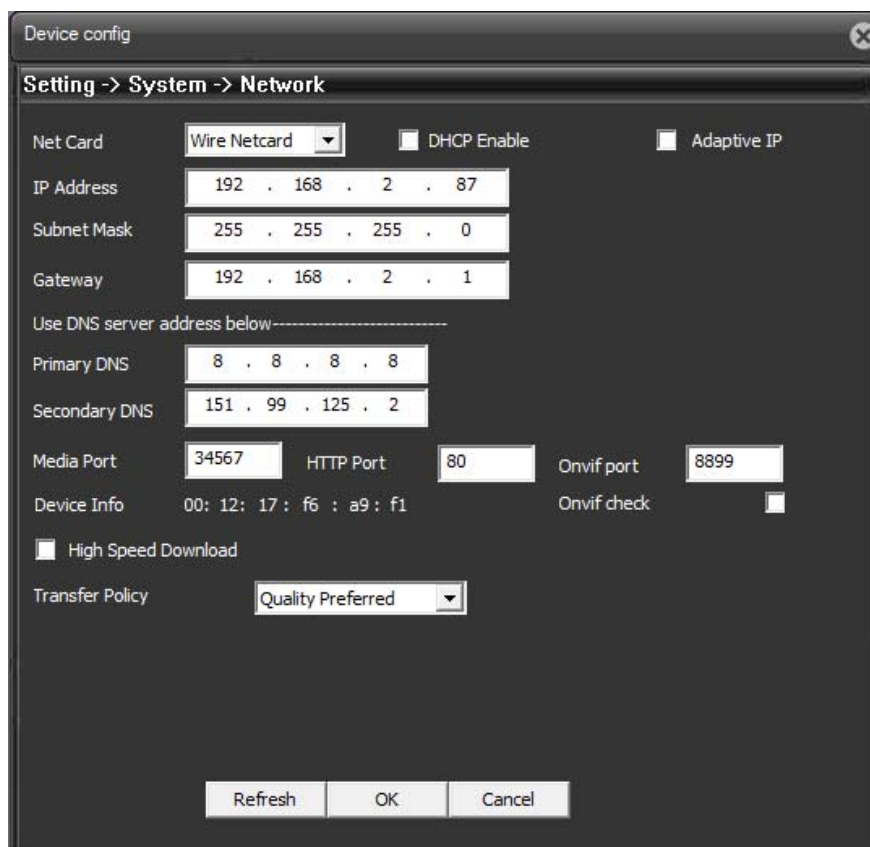 Device config
Setting -> System -> Network
Net Card Wire Netcard DHCP Enable Adaptive IP
IP Address 192 . 168 . 2 . 87
Subnet Mask 255 . 255 . 255 . 0
Gateway 192 . 168 . 2 . 1
Use DNS server address below---------------------------
Primary DNS 8 . 8 . 8 . 8
Secondary DNS 151 . 99 . 125 . 2
Media Port 34567 HTTP Port 80 Onvif port 8899
Device Info 00: 12: 17 : f6 : a9 : f1 Onvif check
High Speed Download
Transfer Policy Quality Preferred
Refresh OK Cancel